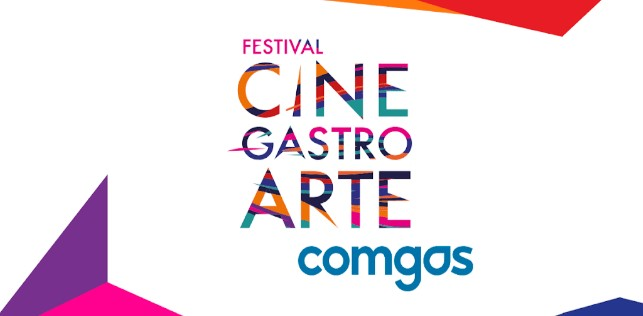 FESTIVAL
CINE
GASTRO
ARTE
comgas